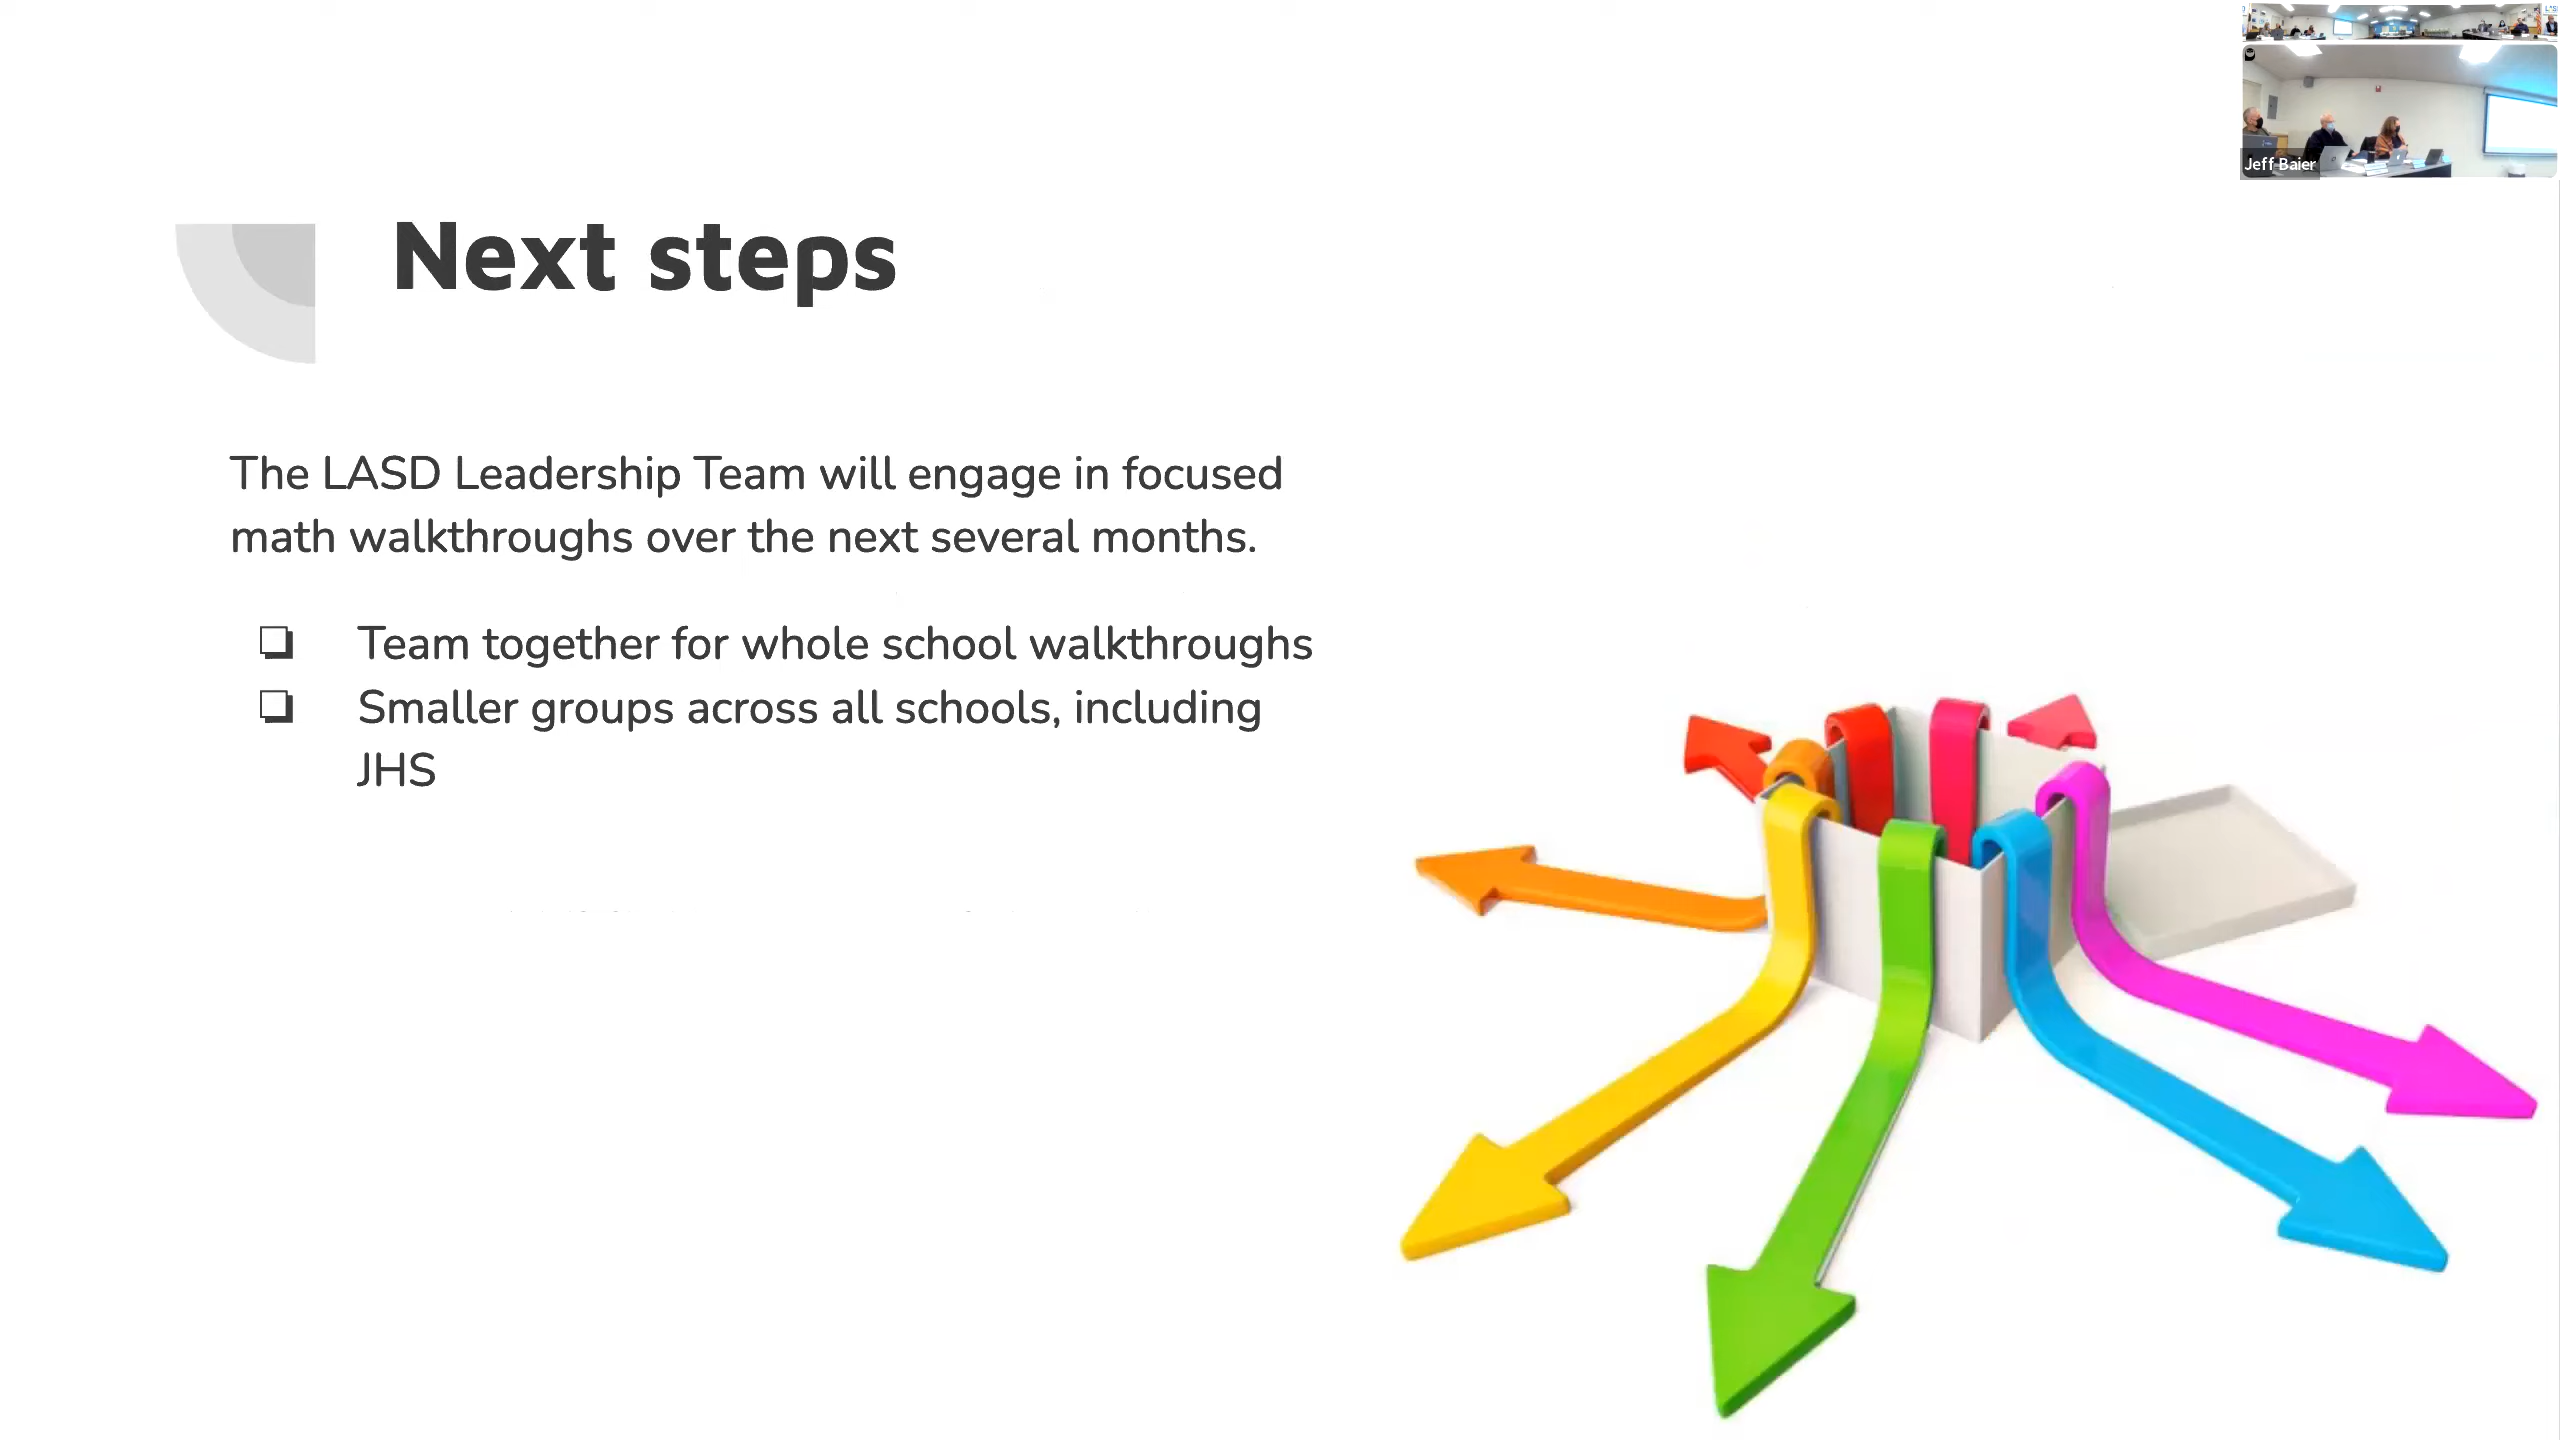 Jeff Baier
Next steps
The LASD Leadership Team will engage in focused
math walkthroughs over the next several months.
Team together for whole school walkthroughs
Smaller groups across all schools, including
JHS